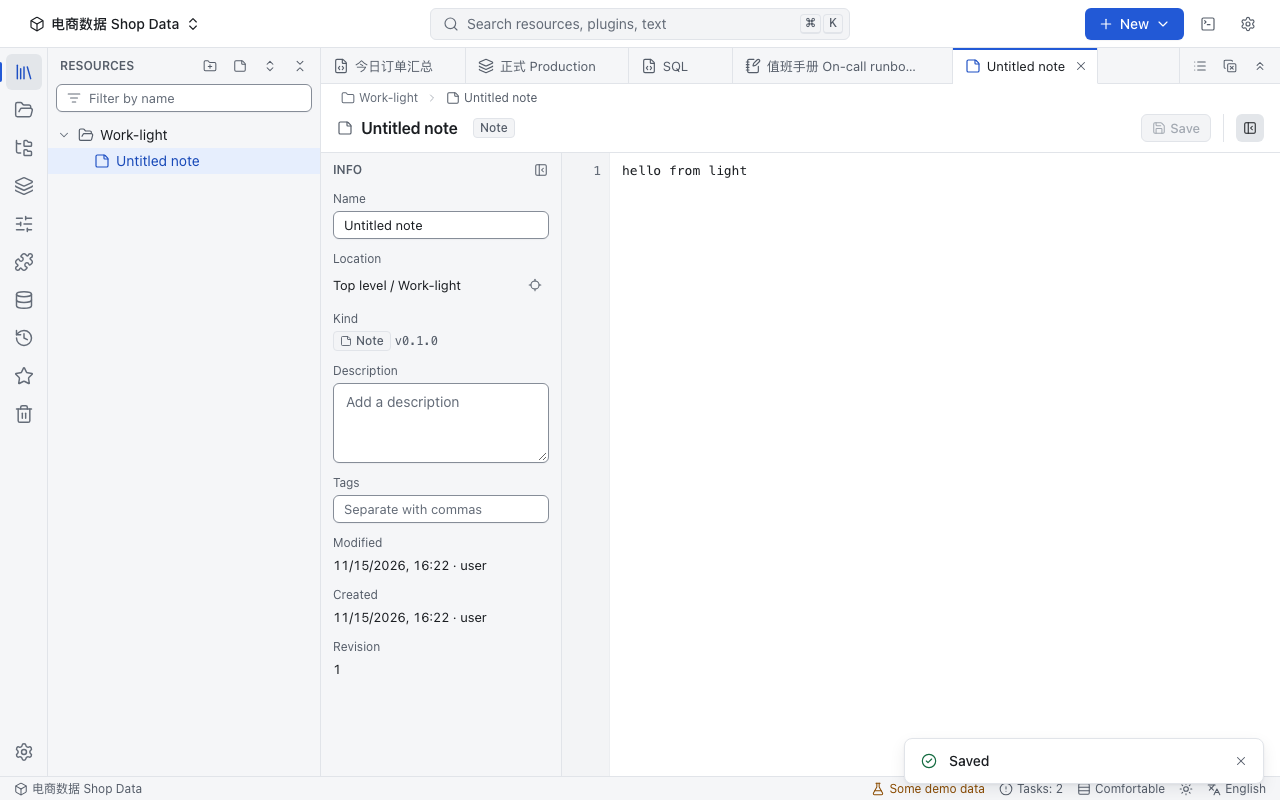 电商数据 Shop Data
Search resources, plugins, text
⌘ K
New
RESOURCES
Filter by name
Work-light
Untitled note
今日订单汇总
正式 Production
SQL
值班手册 On-call runbo...
Untitled note
Work-light
Untitled note
Untitled note
Note
Save
INFO
Name
Untitled note
Location
Top level / Work-light
Kind
Note v0.1.0
Description
Add a description
Tags
Separate with commas
Modified
11/15/2026, 16:22 · user
Created
11/15/2026, 16:22 · user
Revision
1
1 hello from light
Saved
电商数据 Shop Data
Some demo data
Tasks: 2
Comfortable
English